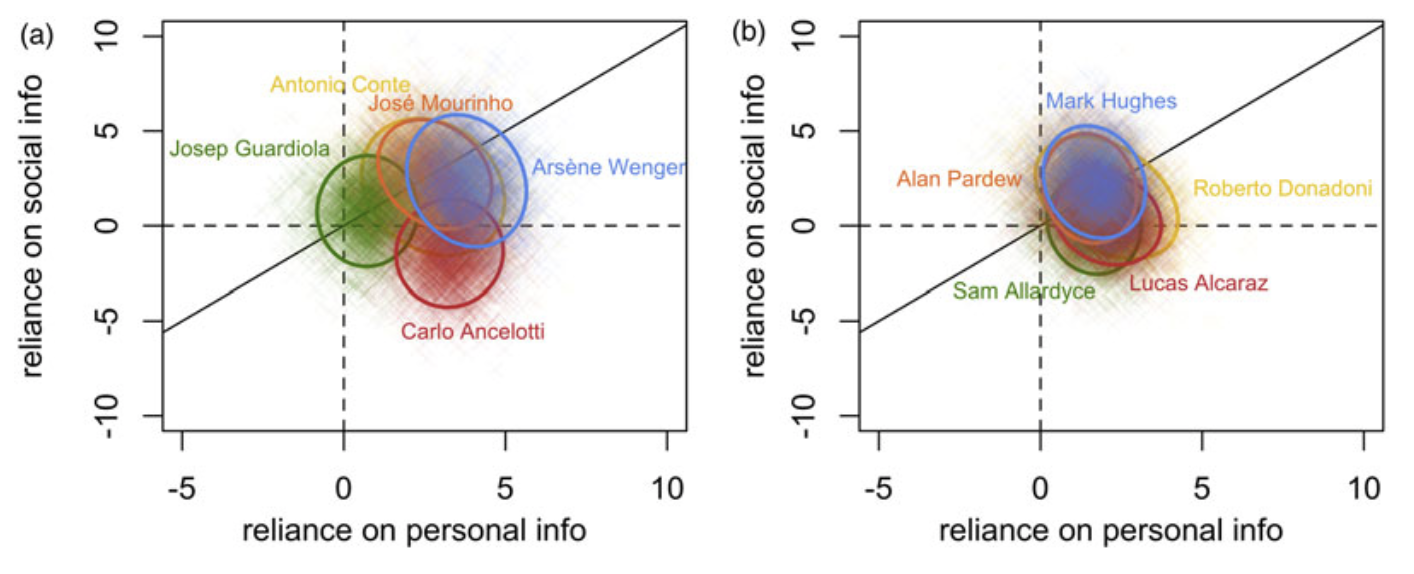 (a)
reliance on social info
10
5
0
-5
-10
Antonio Conte
José Mourinho
Josep Guardiola
Arsène Wenger
Carlo Ancelotti
-5 0 5 10
reliance on personal info
(b)
reliance on social info
10
5
0
-5
-10
Mark Hughes
Alan Pardew
Roberto Donadoni
Sam Allardyce
Lucas Alcaraz
-5 0 5 10
reliance on personal info